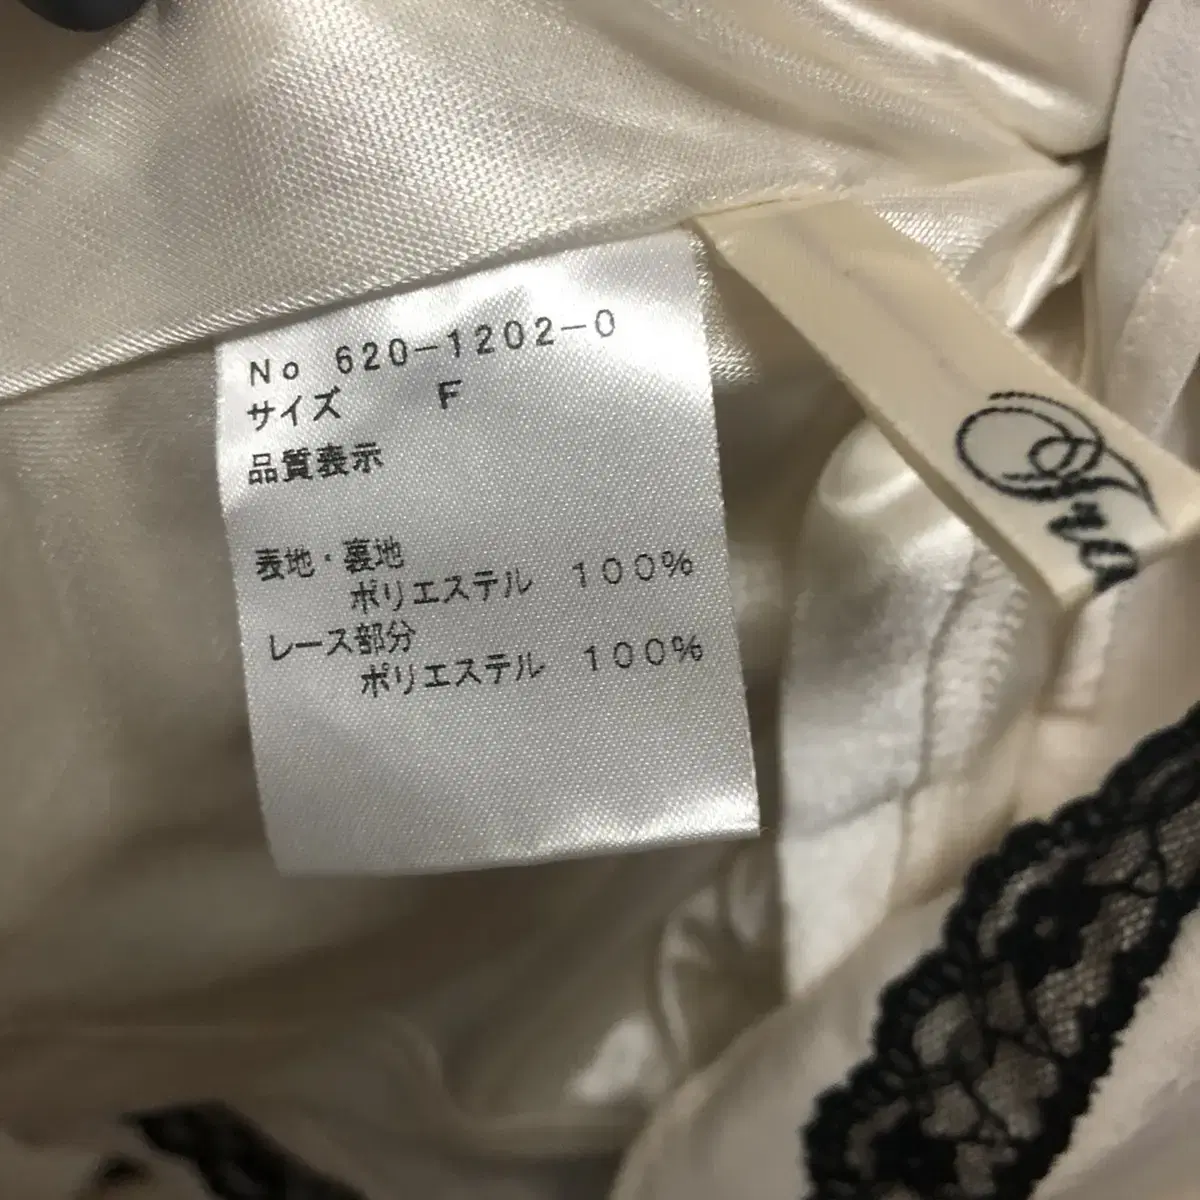 No 620-1202-0
サイズ F
品質表示
表地・裏地
ポリエステル 100%
レース部分
ポリエステル 100%